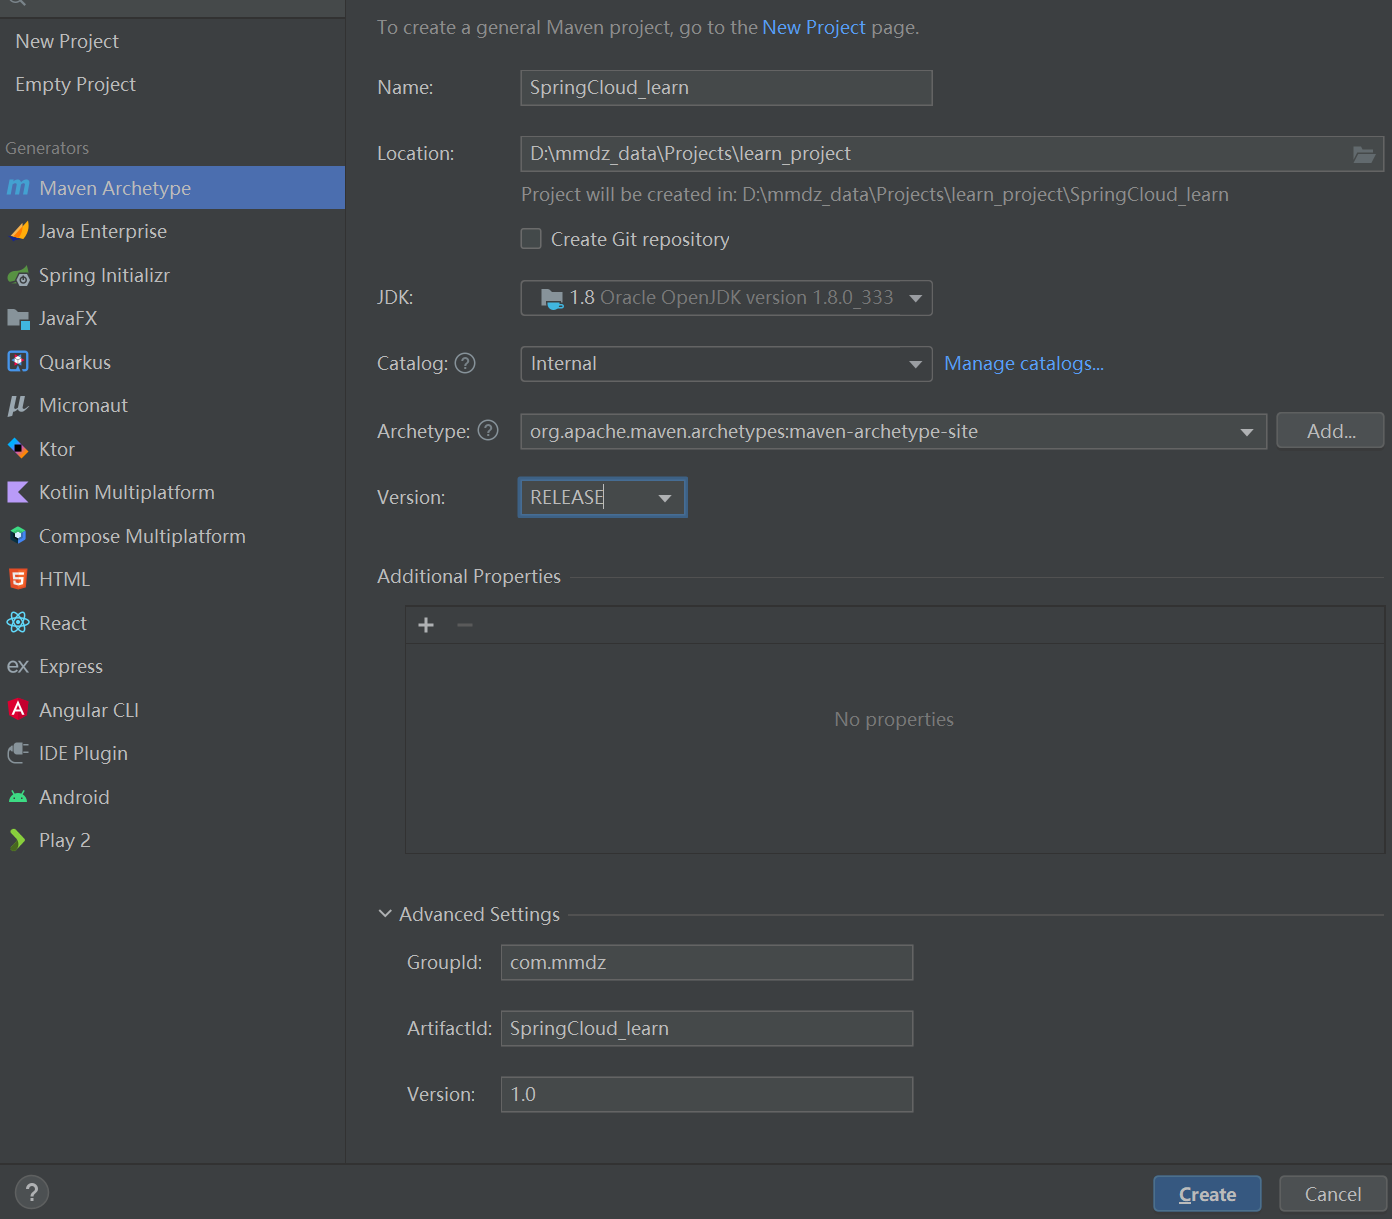 New Project
Empty Project
Generators
Maven Archetype
Java Enterprise
Spring Initializr
JavaFX
Quarkus
Micronaut
Ktor
Kotlin Multiplatform
Compose Multiplatform
HTML
React
Express
Angular CLI
IDE Plugin
Android
Play 2
To create a general Maven project, go to the New Project page.
Name: SpringCloud_learn
Location: D:\mmdz_data\Projects\learn_project
Project will be created in: D:\mmdz_data\Projects\learn_project\SpringCloud_learn
Create Git repository
JDK: 1.8 Oracle OpenJDK version 1.8.0_333
Catalog: ? Internal Manage catalogs...
Archetype: ? org.apache.maven.archetypes:maven-archetype-site Add...
Version: RELEASE
Additional Properties
No properties
Advanced Settings
GroupId: com.mmdz
ArtifactId: SpringCloud_learn
Version: 1.0
? Create Cancel